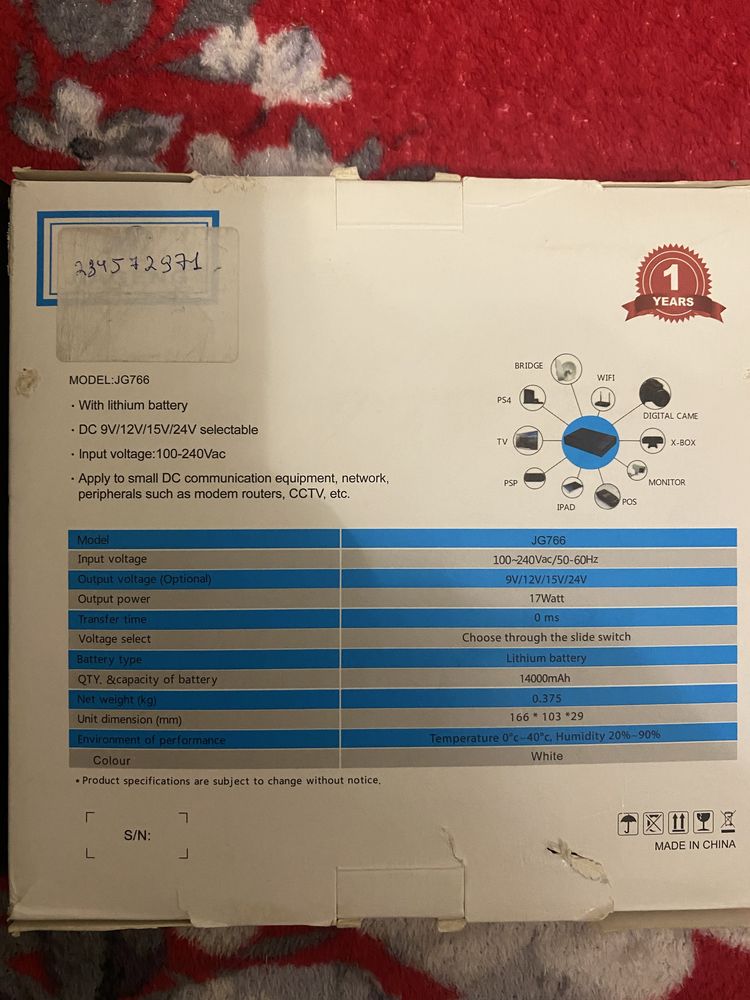 234572971
1
YEARS
MODEL:JG766
· With lithium battery
· DC 9V/12V/15V/24V selectable
· Input voltage:100-240Vac
· Apply to small DC communication equipment, network,
peripherals such as modem routers, CCTV, etc.
BRIDGE
WIFI
PS4
DIGITAL CAME
TV
X-BOX
PSP
MONITOR
IPAD
POS
Model JG766
Input voltage 100~240Vac/50-60Hz
Output voltage (Optional) 9V/12V/15V/24V
Output power 17Watt
Transfer time 0 ms
Voltage select Choose through the slide switch
Battery type Lithium battery
QTY. &capacity of battery 14000mAh
Net weight (kg) 0.375
Unit dimension (mm) 166 * 103 *29
Environment of performance Temperature 0°c~40°c, Humidity 20%~90%
Colour White
* Product specifications are subject to change without notice.
S/N:
MADE IN CHINA